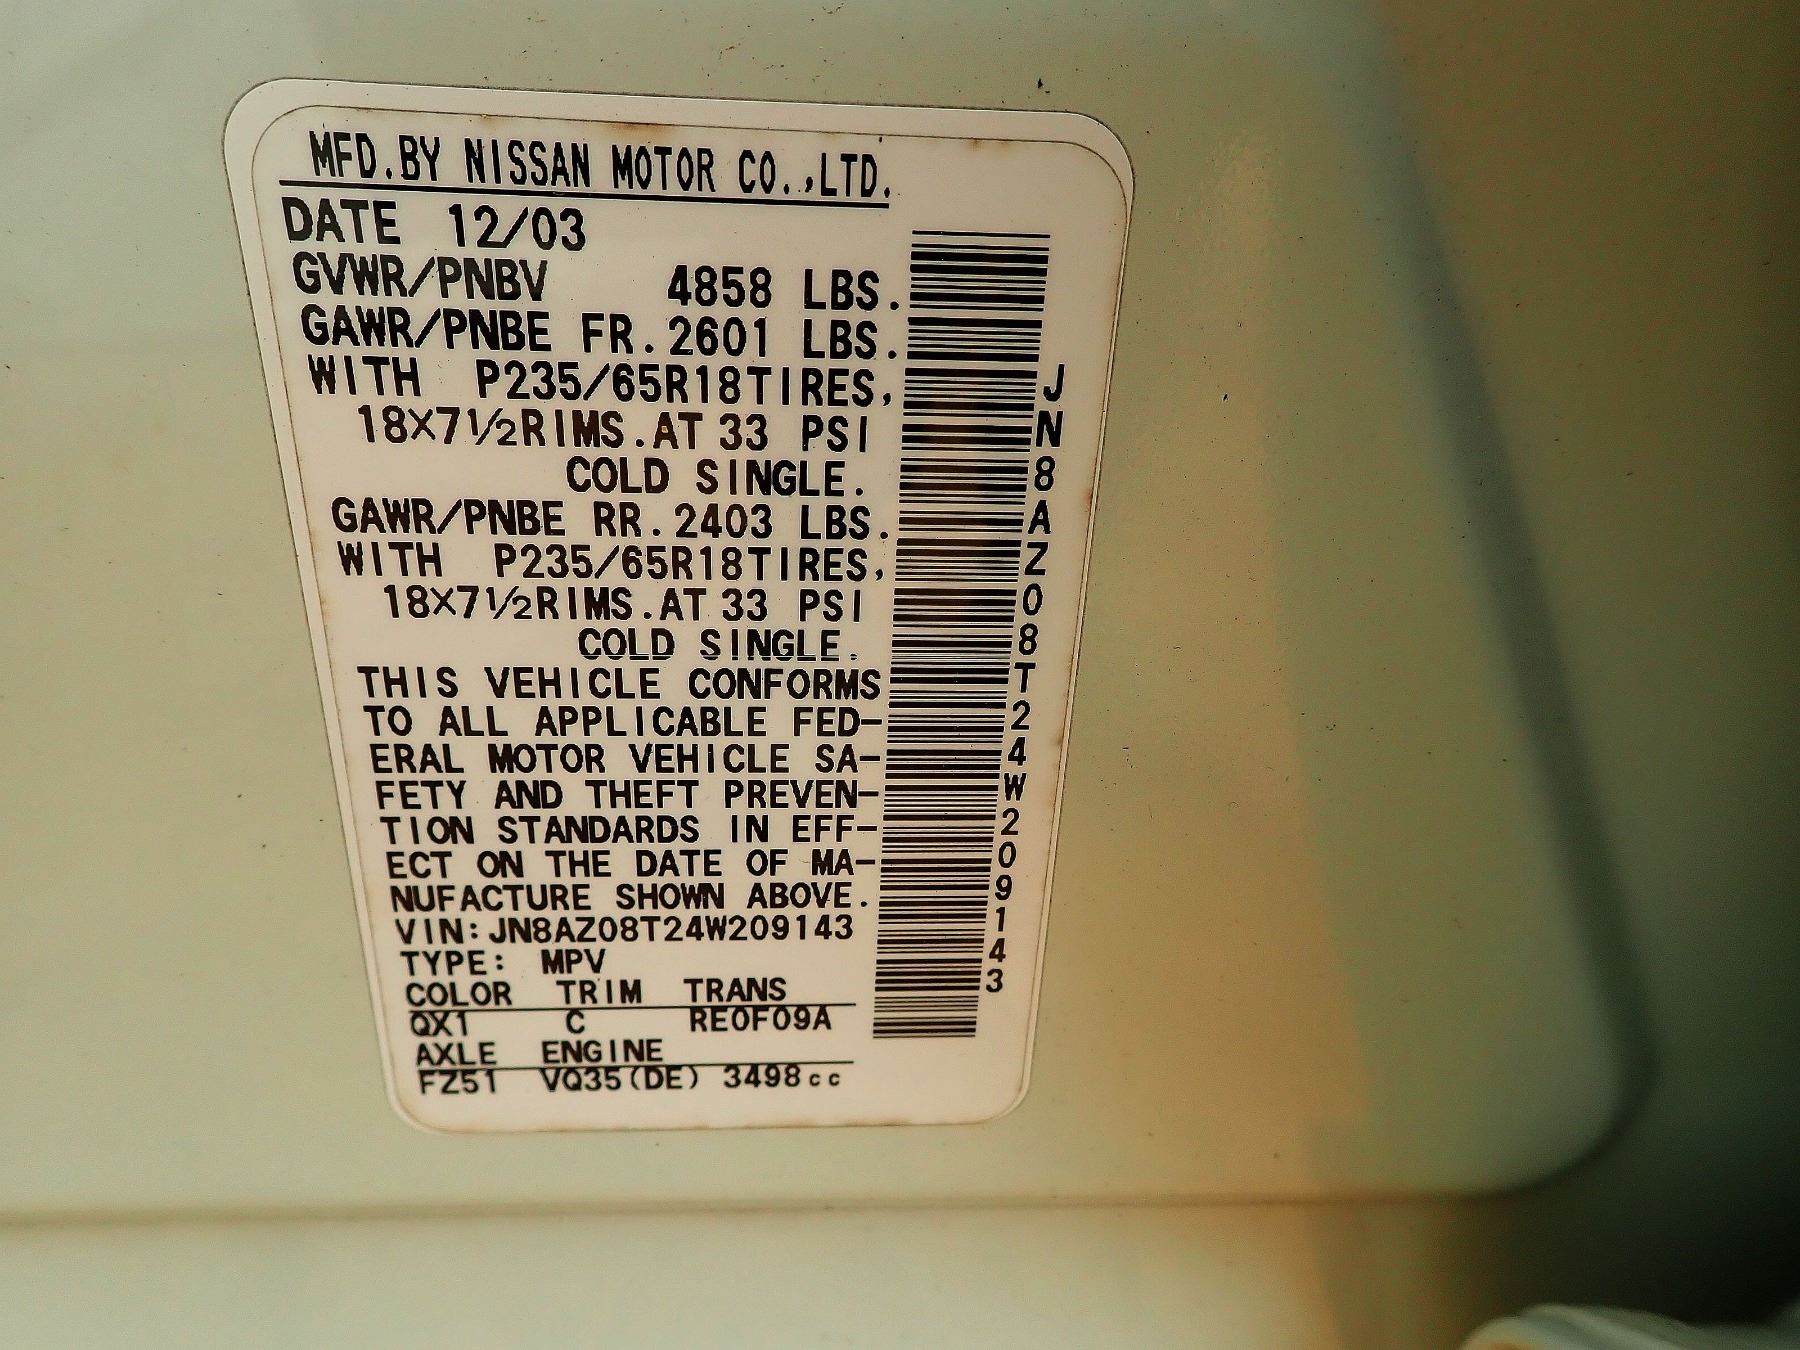 MFD.BY NISSAN MOTOR CO.,LTD.
DATE 12/03
GVWR/PNBV 4858 LBS.
GAWR/PNBE FR.2601 LBS.
WITH P235/65R18TIRES,
18X7½RIMS.AT 33 PSI
COLD SINGLE.
GAWR/PNBE RR.2403 LBS.
WITH P235/65R18TIRES,
18X7½RIMS.AT 33 PSI
COLD SINGLE.
THIS VEHICLE CONFORMS
TO ALL APPLICABLE FED-
ERAL MOTOR VEHICLE SA-
FETY AND THEFT PREVEN-
TION STANDARDS IN EFF-
ECT ON THE DATE OF MA-
NUFACTURE SHOWN ABOVE.
VIN:JN8AZ08T24W209143
TYPE: MPV
COLOR TRIM TRANS
QX1 C RE0F09A
AXLE ENGINE
FZ51 VQ35(DE) 3498cc
JN8AZ08T24W209143